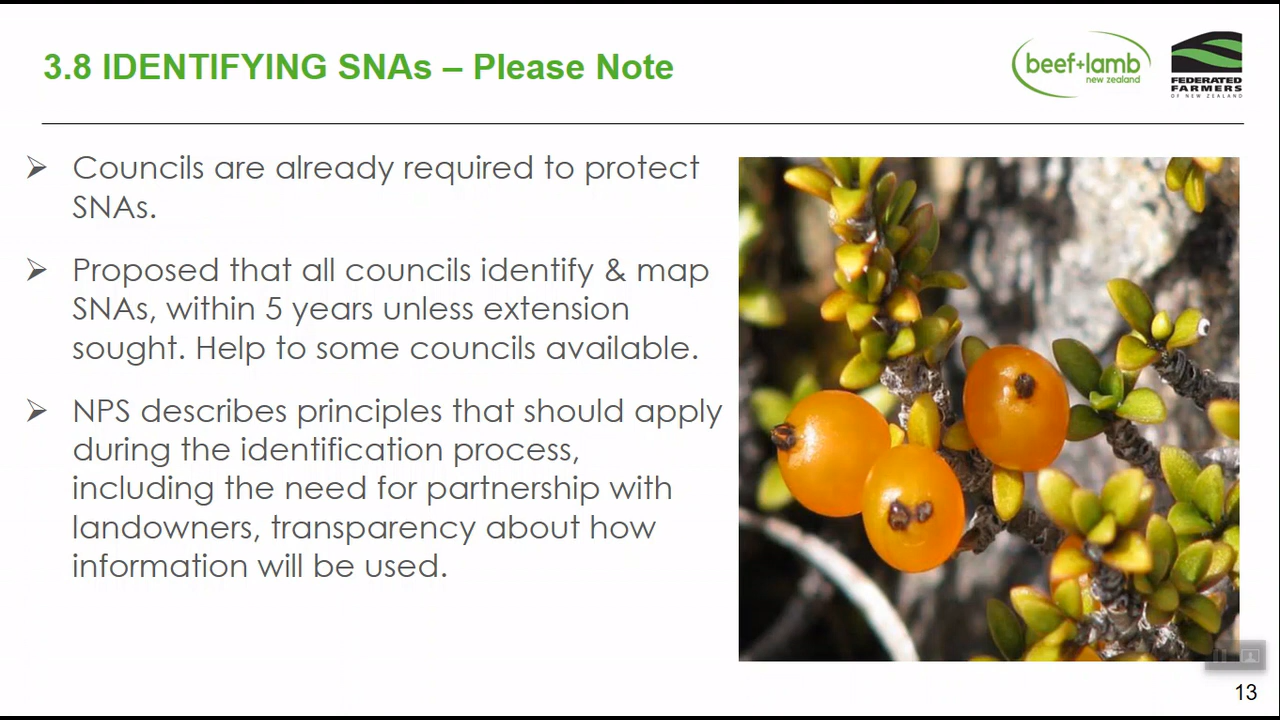 3.8 IDENTIFYING SNAs – Please Note
beef+lamb
new zealand
FEDERATED
FARMERS
OF NEW ZEALAND
➢ Councils are already required to protect
SNAs.
➢ Proposed that all councils identify & map
SNAs, within 5 years unless extension
sought. Help to some councils available.
➢ NPS describes principles that should apply
during the identification process,
including the need for partnership with
landowners, transparency about how
information will be used.
13